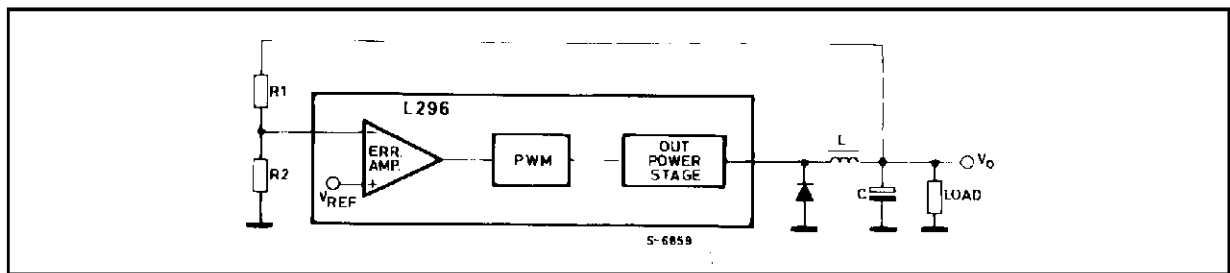 R1
L296
R2
ERR.
AMP.
VREF
PWM
OUT
POWER
STAGE
L
Vo
C
LOAD
S-6859